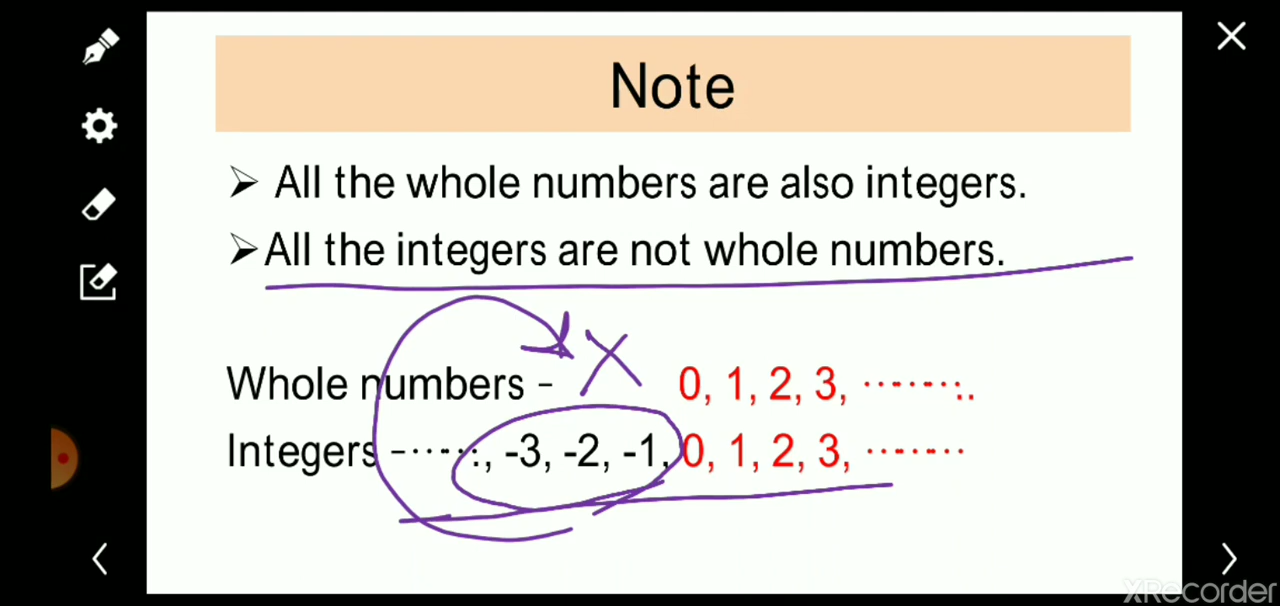 Note
➢ All the whole numbers are also integers.
➢ All the integers are not whole numbers.
Whole numbers - X 0, 1, 2, 3, ⋯⋯⋯.
Integers -⋯⋯, -3, -2, -1, 0, 1, 2, 3, ⋯⋯⋯
XRecorder